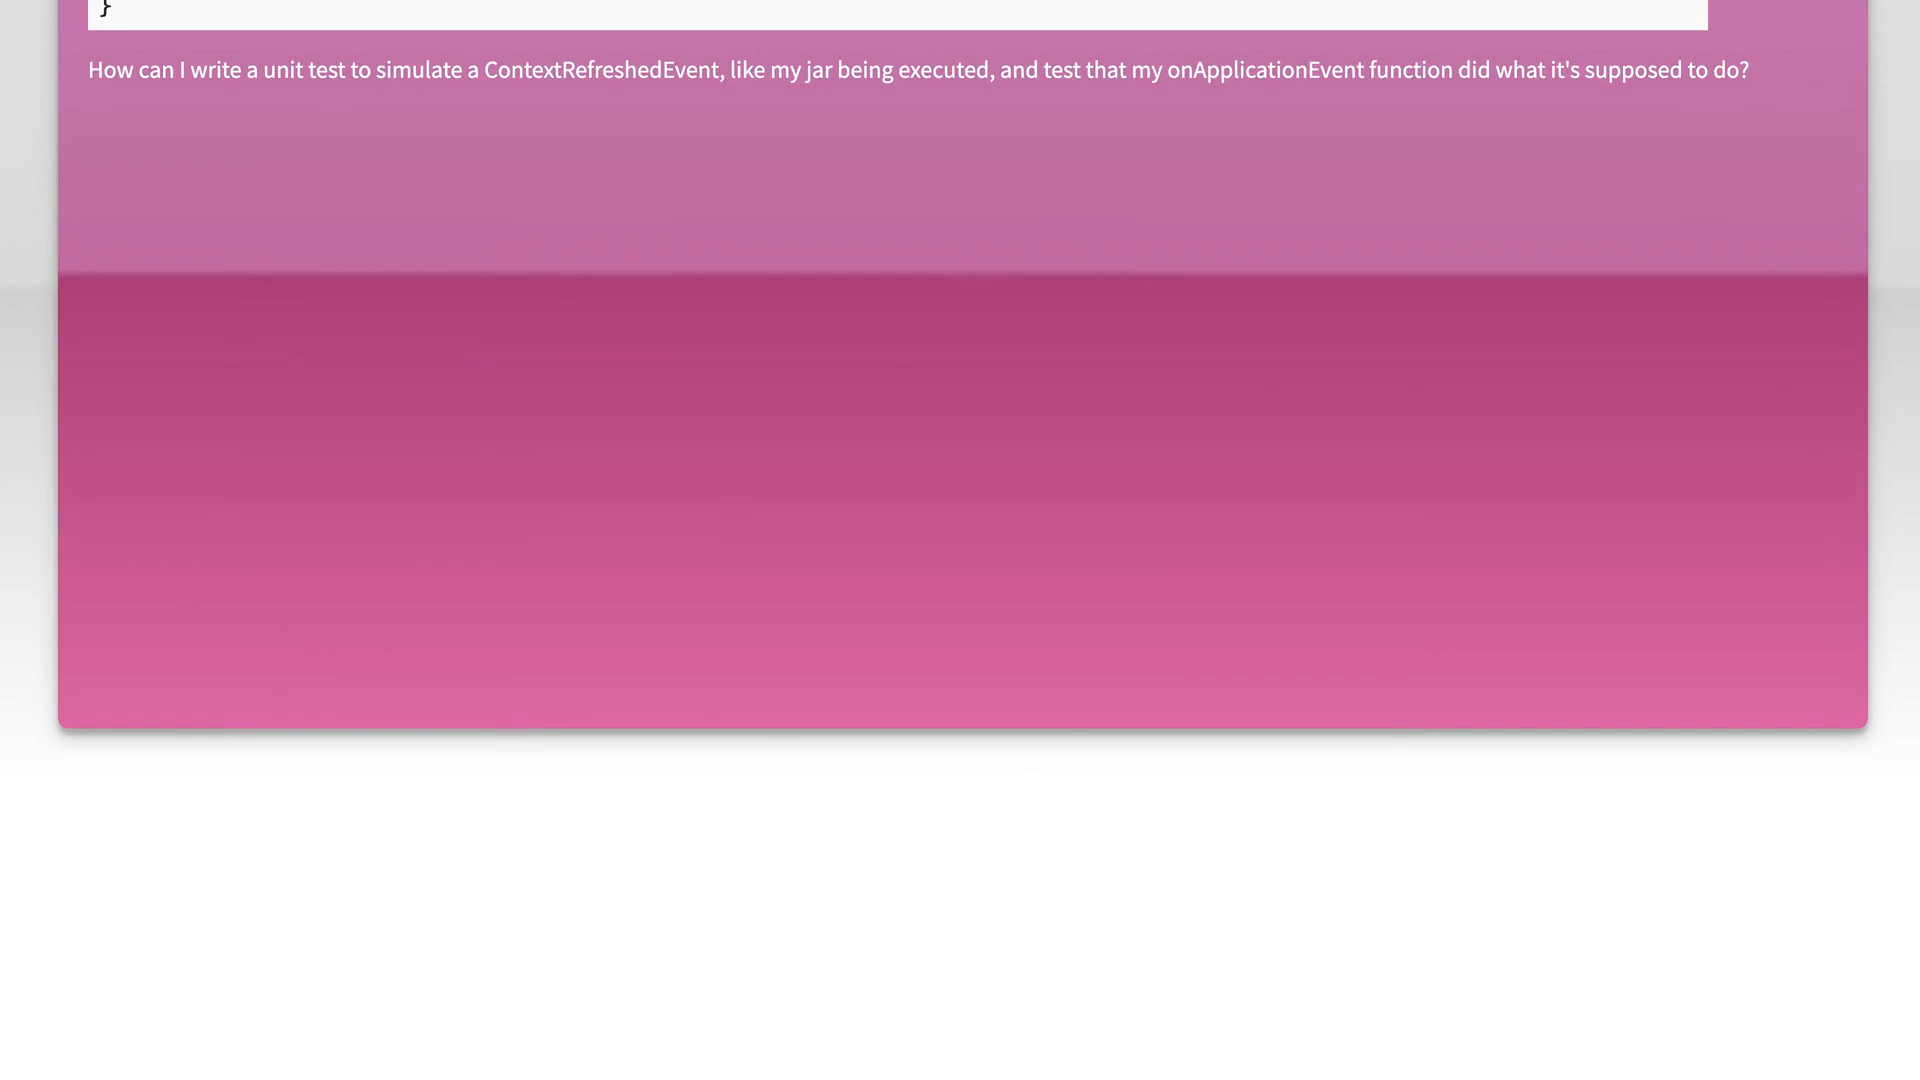 }
How can I write a unit test to simulate a ContextRefreshedEvent, like my jar being executed, and test that my onApplicationEvent function did what it's supposed to do?